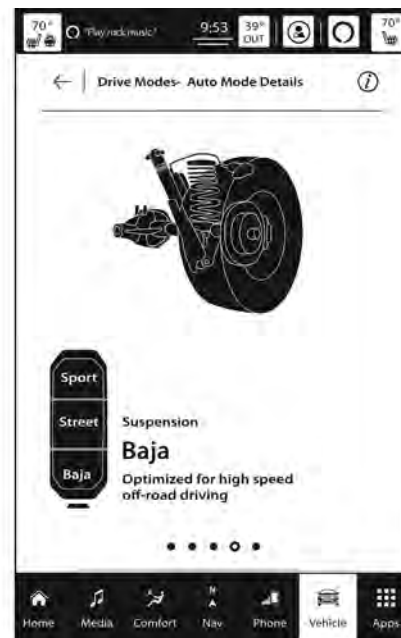 70°
"Play rock music."
9:53
39°
OUT
70°
Drive Modes- Auto Mode Details
Sport
Street
Baja
Suspension
Baja
Optimized for high speed
off-road driving
Home
Media
Comfort
N
Nav
Phone
Vehicle
Apps